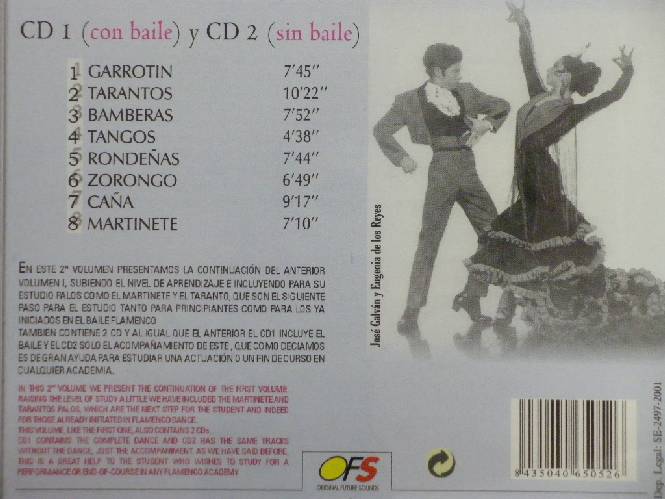 CD 1 (con baile) y CD 2 (sin baile)
1 GARROTIN 7'45"
2 TARANTOS 10'22"
3 BAMBERAS 7'52"
4 TANGOS 4'38"
5 RONDEÑAS 7'44"
6 ZORONGO 6'49"
7 CAÑA 9'17"
8 MARTINETE 7'10"
José Galván y Eugenia de los Reyes
EN ESTE 2º VOLUMEN PRESENTAMOS LA CONTINUACIÓN DEL ANTERIOR
VOLUMEN I, SUBIENDO EL NIVEL DE APRENDIZAJE E INCLUYENDO PARA SU
ESTUDIO PALOS COMO EL MARTINETE Y EL TARANTO, QUE SON EL SIGUIENTE
PASO PARA EL ESTUDIO TANTO PARA PRINCIPIANTES COMO PARA LOS YA
INICIADOS EN EL BAILE FLAMENCO
TAMBIEN CONTIENE 2 CD Y AL IGUAL QUE EL ANTERIOR EL CD1 INCLUYE EL
BAILE Y EL CD2 SOLO EL ACOMPAÑAMIENTO DE ESTE, QUE COMO DECIAMOS
ES DE GRAN AYUDA PARA ESTUDIAR UNA ACTUACIÓN O UN FIN DE CURSO EN
CUALQUIER ACADEMIA.
IN THIS 2º VOLUME WE PRESENT THE CONTINUATION OF THE FIRST VOLUME.
RAISING THE LEVEL OF STUDY A LITTLE WE HAVE INCLUDED THE MARTINETE AND
TARANTOS PALOS, WHICH ARE THE NEXT STEP FOR THE STUDENT AND INDEED
FOR THOSE ALREADY INITIATED IN FLAMENCO DANCE.
THIS VOLUME, LIKE THE FIRST ONE, ALSO CONTAINS 2 CDs
CD1 CONTAINS THE COMPLETE DANCE AND CD2 HAS THE SAME TRACKS
WITHOUT THE DANCE, JUST THE ACCOMPANIMENT. AS WE HAVE SAID BEFORE,
THIS IS A GREAT HELP TO THE STUDENT WHO WISHES TO STUDY FOR A
PERFORMANCE OR END-OF-COURSE IN ANY FLAMENCO ACADEMY
OFS
ORIGINAL FUTURE SOUNDS
8 435040 650526
Dep. Legal: SE-2497-2001